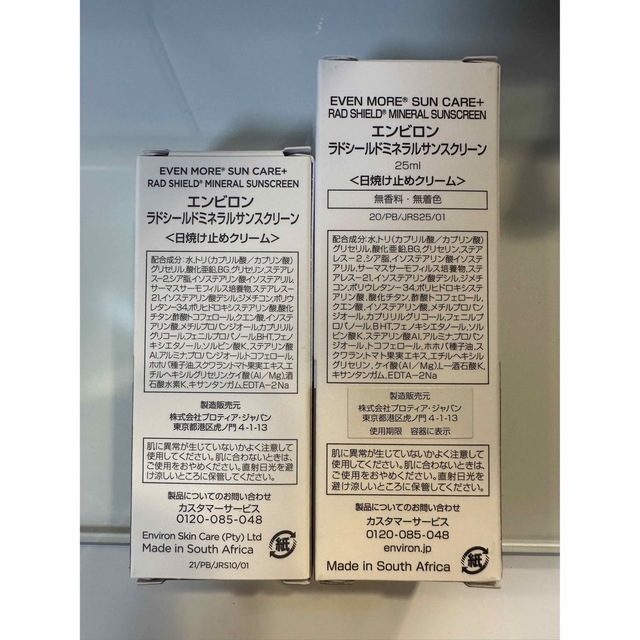 EVEN MORE® SUN CARE+
RAD SHIELD® MINERAL SUNSCREEN
エンビロン
ラドシールドミネラルサンスクリーン
＜日焼け止めクリーム＞
配合成分:水,トリ(カプリル酸／カプリン酸)
グリセリル,酸化亜鉛,BG,グリセリン,ステアレ
ス-2,シア脂,イソステアリン酸イソステアリル,
サーマスサーモフィルス培養物,ステアレス-
21,イソステアリン酸デシル,ジメチコン,ポリウ
レタン-34,ポリヒドロキシステアリン酸,酸化
チタン,酢酸トコフェロール,クエン酸,イソステ
アリン酸,メチルプロパンジオール,カプリリル
グリコール,フェニルプロパノール,BHT,フェノ
キシエタノール,ソルビン酸K,ステアリン酸
Al,アルミナ,プロパンジオール,トコフェロール,
ホホバ種子油,スクワラン,トマト果実エキス,エ
チルヘキシルグリセリン,ケイ酸(Al／Mg),酒
石酸水素K,キサンタンガム,EDTA-2Na
製造販売元
株式会社プロティア・ジャパン
東京都港区虎ノ門 4-1-13
肌に異常が生じていないかよく注意して
使用してください。肌に合わないときは、
ご使用をおやめください。直射日光を避
け涼しいところに保管してください。
製品についてのお問い合わせ
カスタマーサービス
0120-085-048
Environ Skin Care (Pty) Ltd
Made in South Africa
紙
21/PB/JRS10/01
EVEN MORE® SUN CARE+
RAD SHIELD® MINERAL SUNSCREEN
エンビロン
ラドシールドミネラルサンスクリーン
25ml
＜日焼け止めクリーム＞
無香料・無着色
20/PB/JRS25/01
配合成分:水,トリ(カプリル酸／カプリン酸)
グリセリル,酸化亜鉛,BG,グリセリン,ステア
レス-2,シア脂,イソステアリン酸イソステ
アリル,サーマスサーモフィルス培養物,ステ
アレス-21,イソステアリン酸デシル,ジメチ
コン,ポリウレタン-34,ポリヒドロキシステア
リン酸,酸化チタン,酢酸トコフェロール,ク
エン酸,イソステアリン酸,メチルプロパンジ
オール,カプリリルグリコール,フェニルプ
ロパノール,BHT,フェノキシエタノール,ソル
ビン酸K,ステアリン酸Al,アルミナ,プロパン
ジオール,トコフェロール,ホホバ種子油,ス
クワラン,トマト果実エキス,エチルヘキシル
グリセリン,ケイ酸(Al／Mg),L-酒石酸K,
キサンタンガム,EDTA-2Na
製造販売元
株式会社プロティア・ジャパン
東京都港区虎ノ門 4-1-13
使用期限 容器に表示
肌に異常が生じていないかよく注意して使
用してください。肌に合わないときは、ご使
用をおやめください。直射日光を避け涼し
いところに保管してください。
製品についてのお問い合わせ
カスタマーサービス
0120-085-048
environ.jp
Made in South Africa
紙